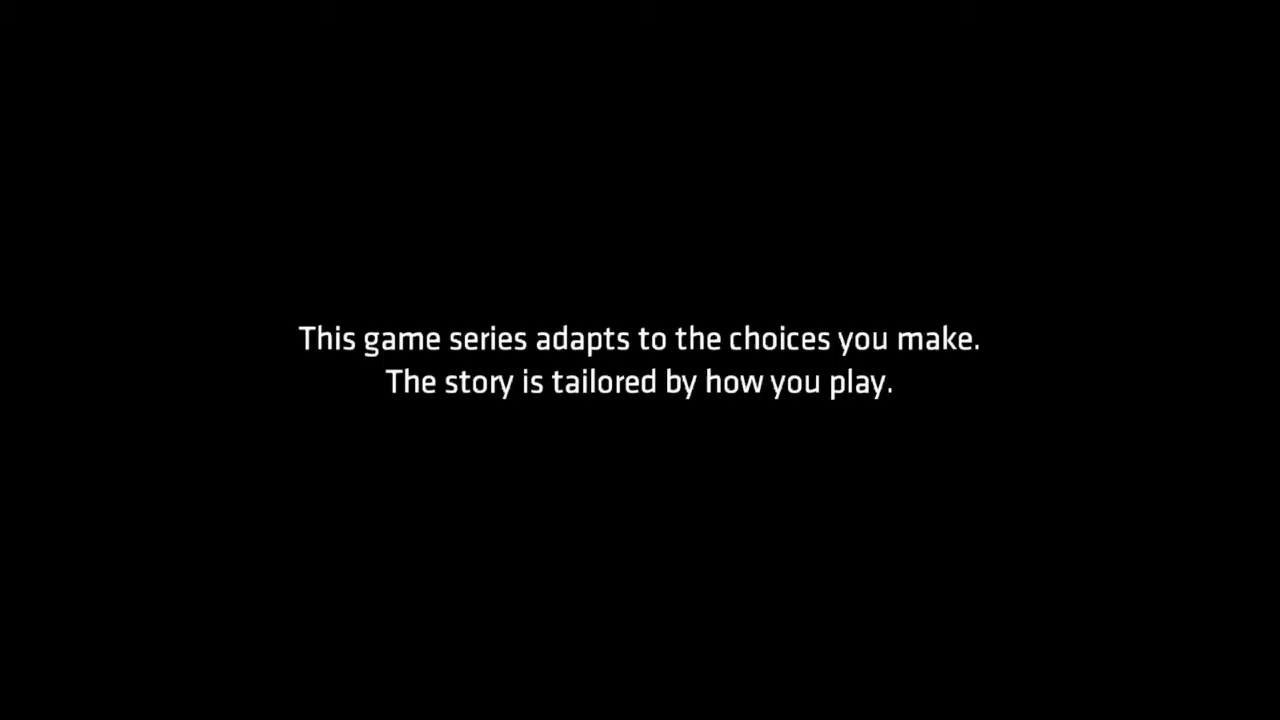 This game series adapts to the choices you make.
The story is tailored by how you play.